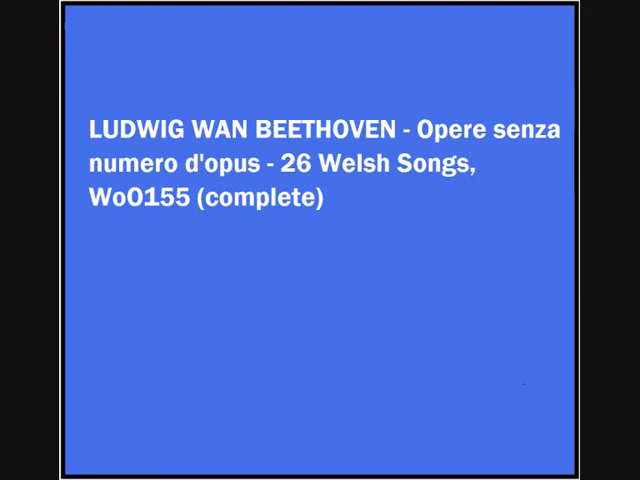 LUDWIG WAN BEETHOVEN - Opere senza
numero d'opus - 26 Welsh Songs,
WoO155 (complete)